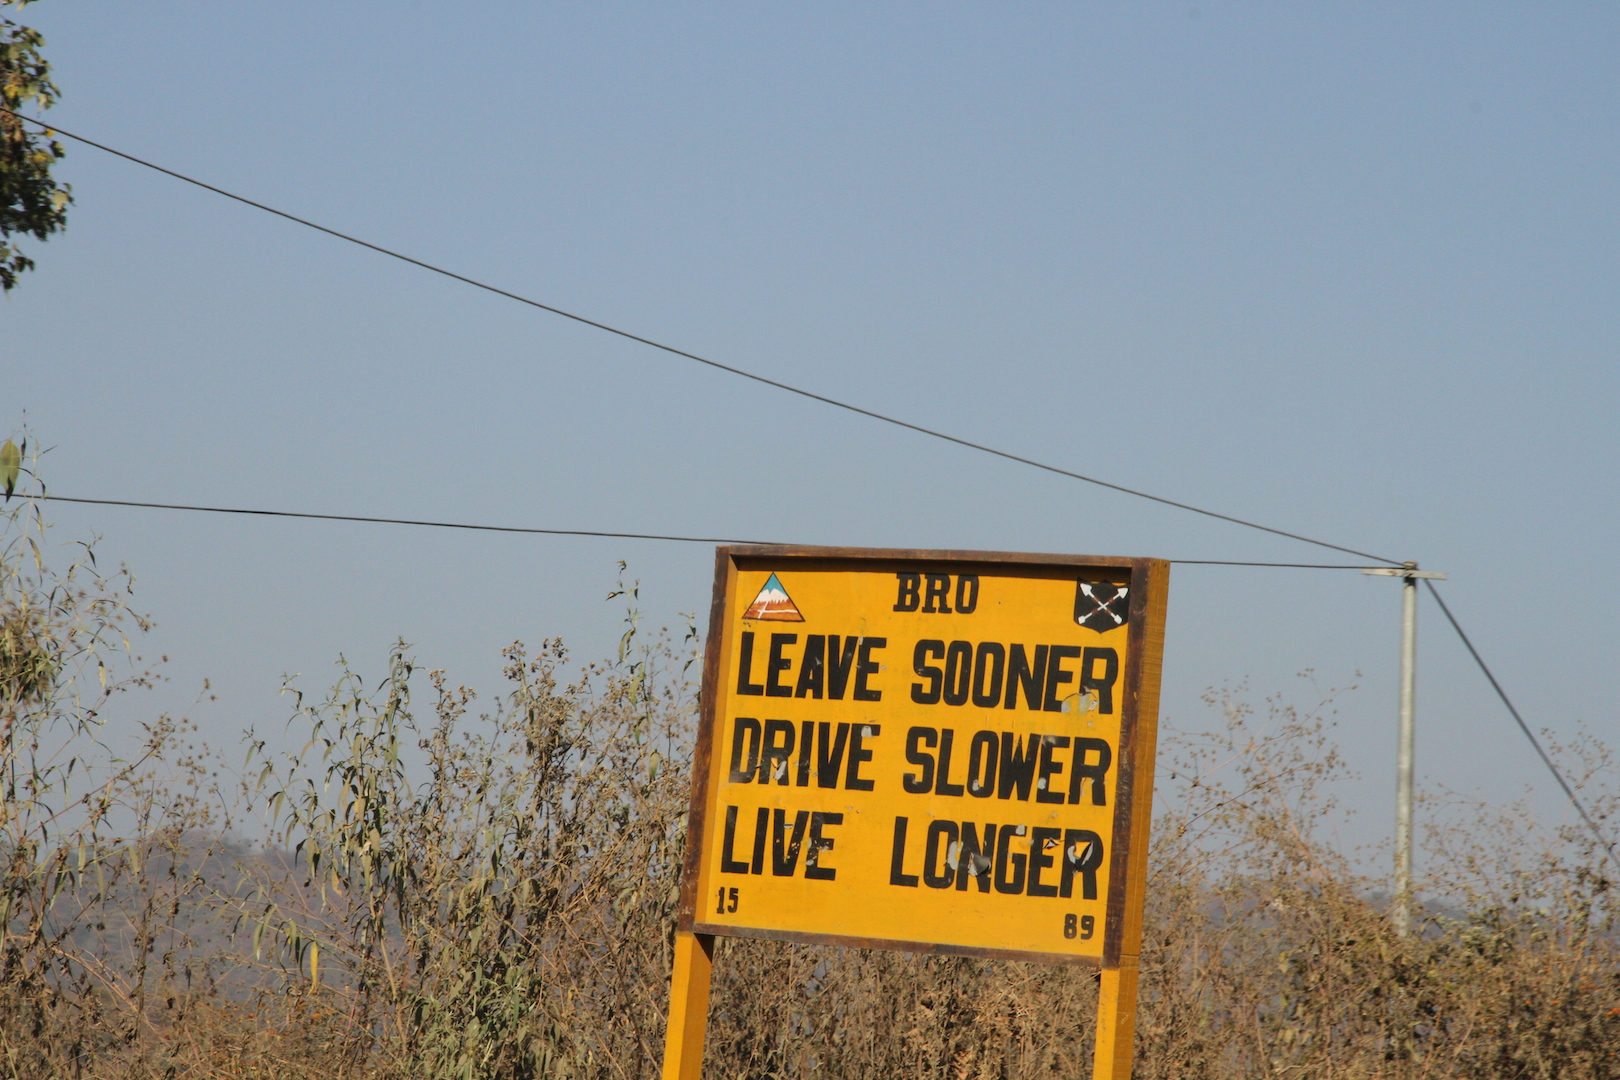 BRO
LEAVE SOONER
DRIVE SLOWER
LIVE LONGER
15 89